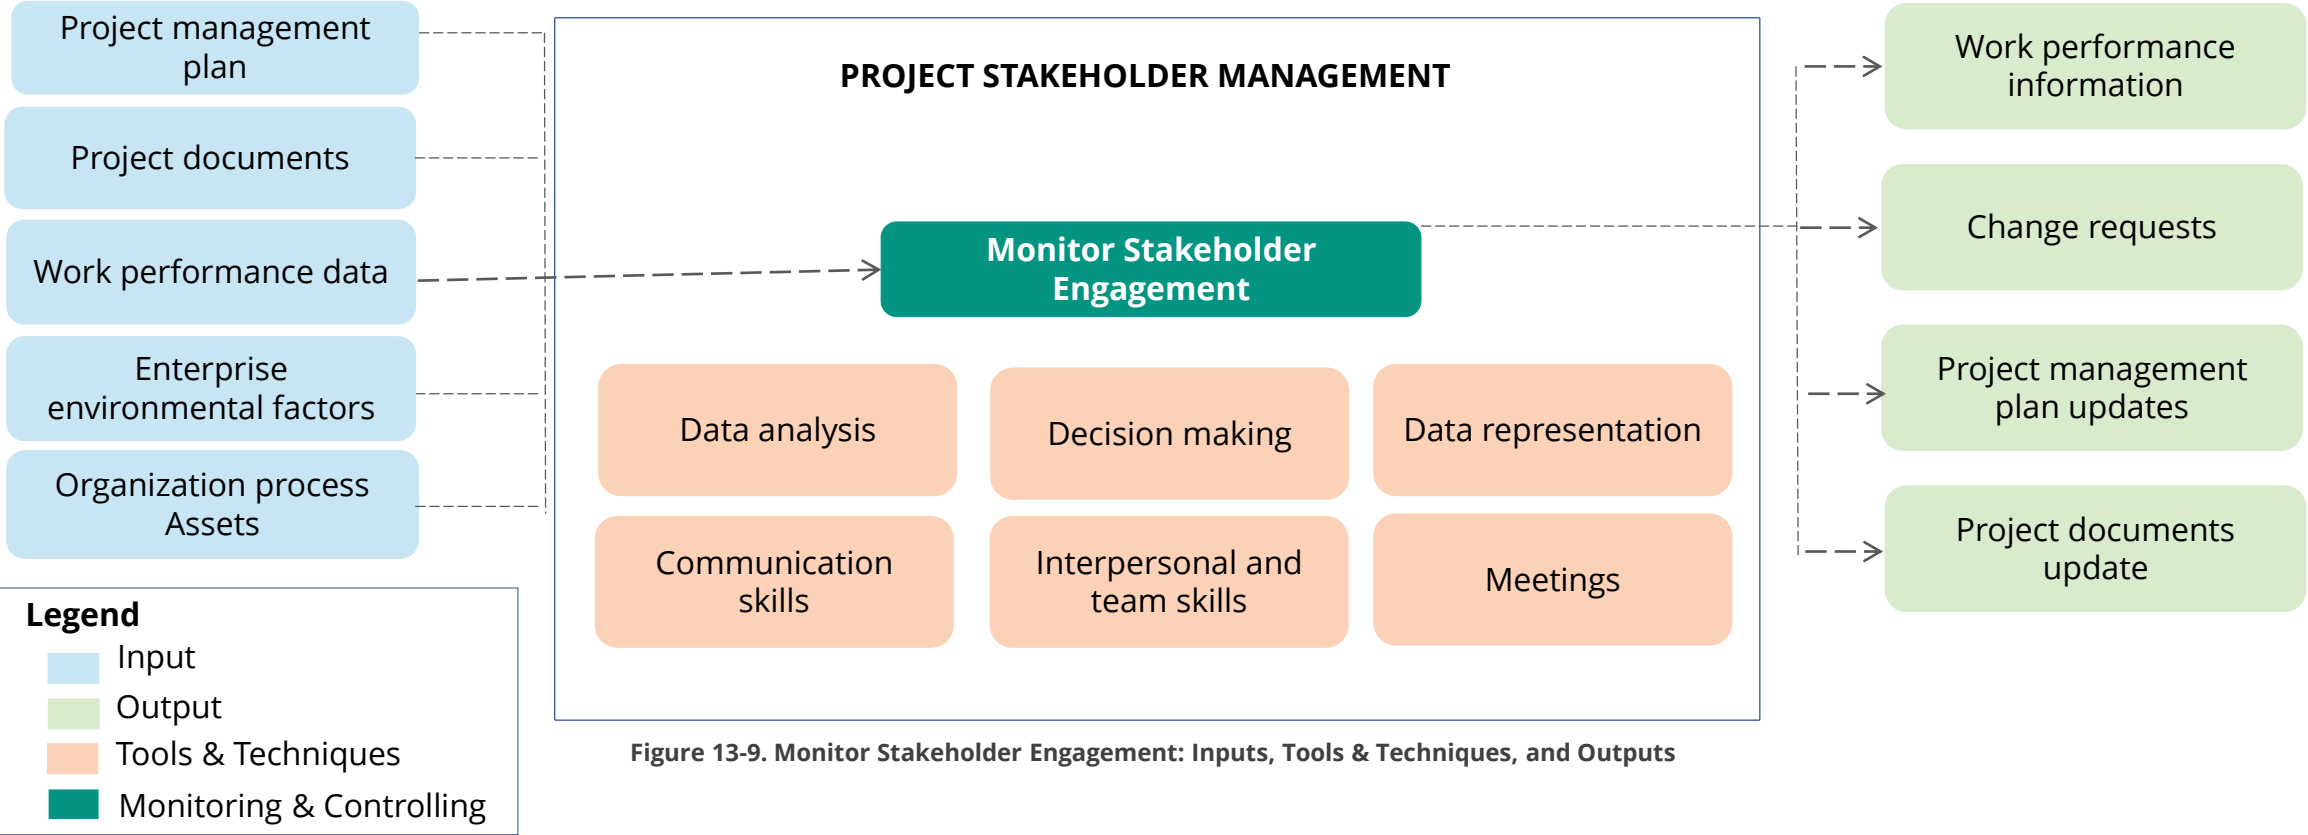 Project management
plan
Project documents
Work performance data
Enterprise
environmental factors
Organization process
Assets
PROJECT STAKEHOLDER MANAGEMENT
Monitor Stakeholder
Engagement
Data analysis
Decision making
Data representation
Communication
skills
Interpersonal and
team skills
Meetings
Work performance
information
Change requests
Project management
plan updates
Project documents
update
Legend
Input
Output
Tools & Techniques
Monitoring & Controlling
Figure 13-9. Monitor Stakeholder Engagement: Inputs, Tools & Techniques, and Outputs